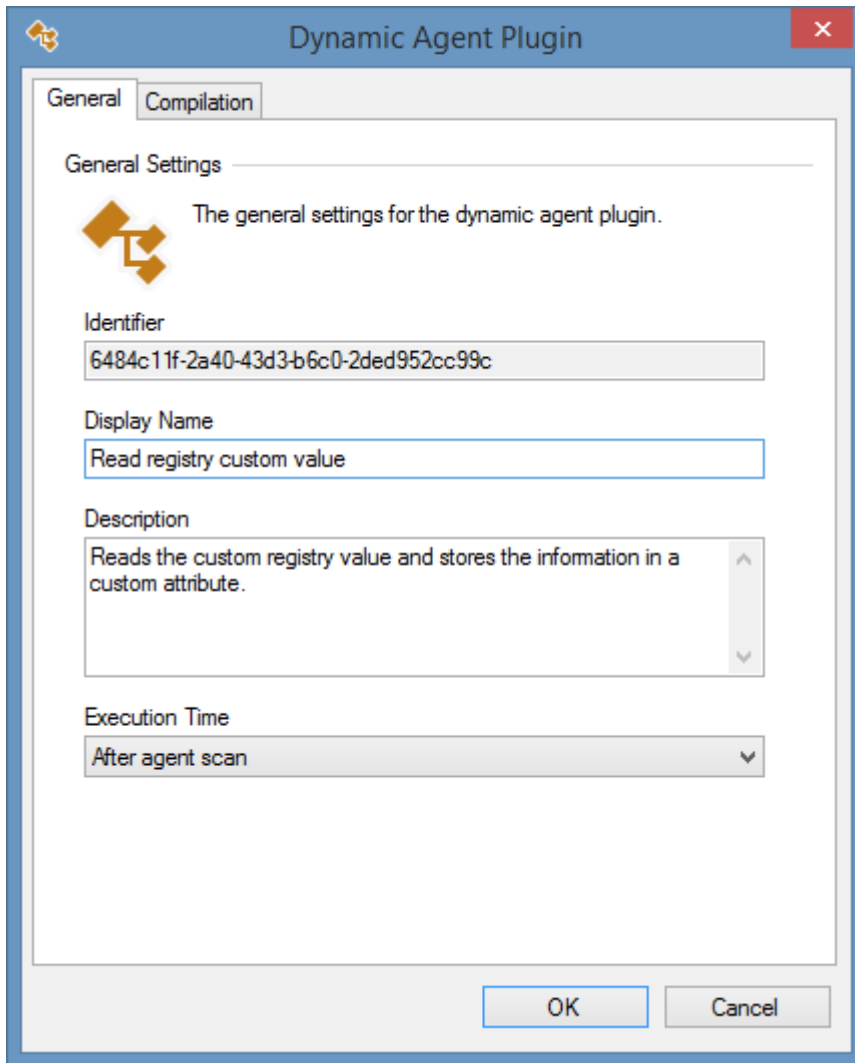 Dynamic Agent Plugin
General
Compilation
General Settings
The general settings for the dynamic agent plugin.
Identifier
6484c11f-2a40-43d3-b6c0-2ded952cc99c
Display Name
Read registry custom value
Description
Reads the custom registry value and stores the information in a
custom attribute.
Execution Time
After agent scan
OK
Cancel